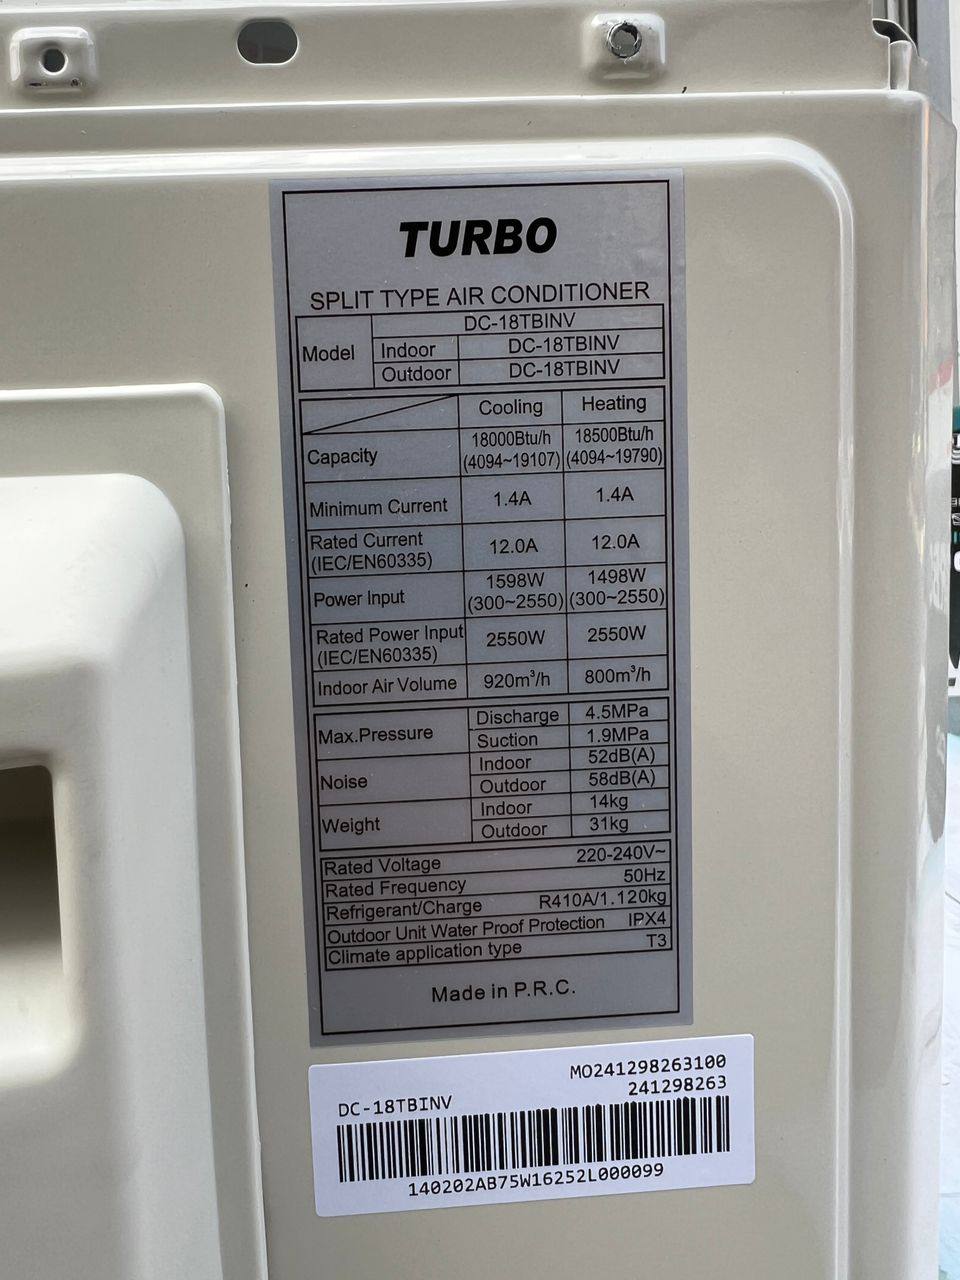 TURBO
SPLIT TYPE AIR CONDITIONER
Model DC-18TBINV
Indoor DC-18TBINV
Outdoor DC-18TBINV
Cooling Heating
Capacity 18000Btu/h (4094~19107) 18500Btu/h (4094~19790)
Minimum Current 1.4A 1.4A
Rated Current (IEC/EN60335) 12.0A 12.0A
Power Input 1598W (300~2550) 1498W (300~2550)
Rated Power Input (IEC/EN60335) 2550W 2550W
Indoor Air Volume 920m³/h 800m³/h
Max.Pressure Discharge 4.5MPa
Suction 1.9MPa
Noise Indoor 52dB(A)
Outdoor 58dB(A)
Weight Indoor 14kg
Outdoor 31kg
Rated Voltage 220-240V~
Rated Frequency 50Hz
Refrigerant/Charge R410A/1.120kg
Outdoor Unit Water Proof Protection IPX4
Climate application type T3
Made in P.R.C.
MO241298263100
241298263
DC-18TBINV
140202AB75W16252L000099